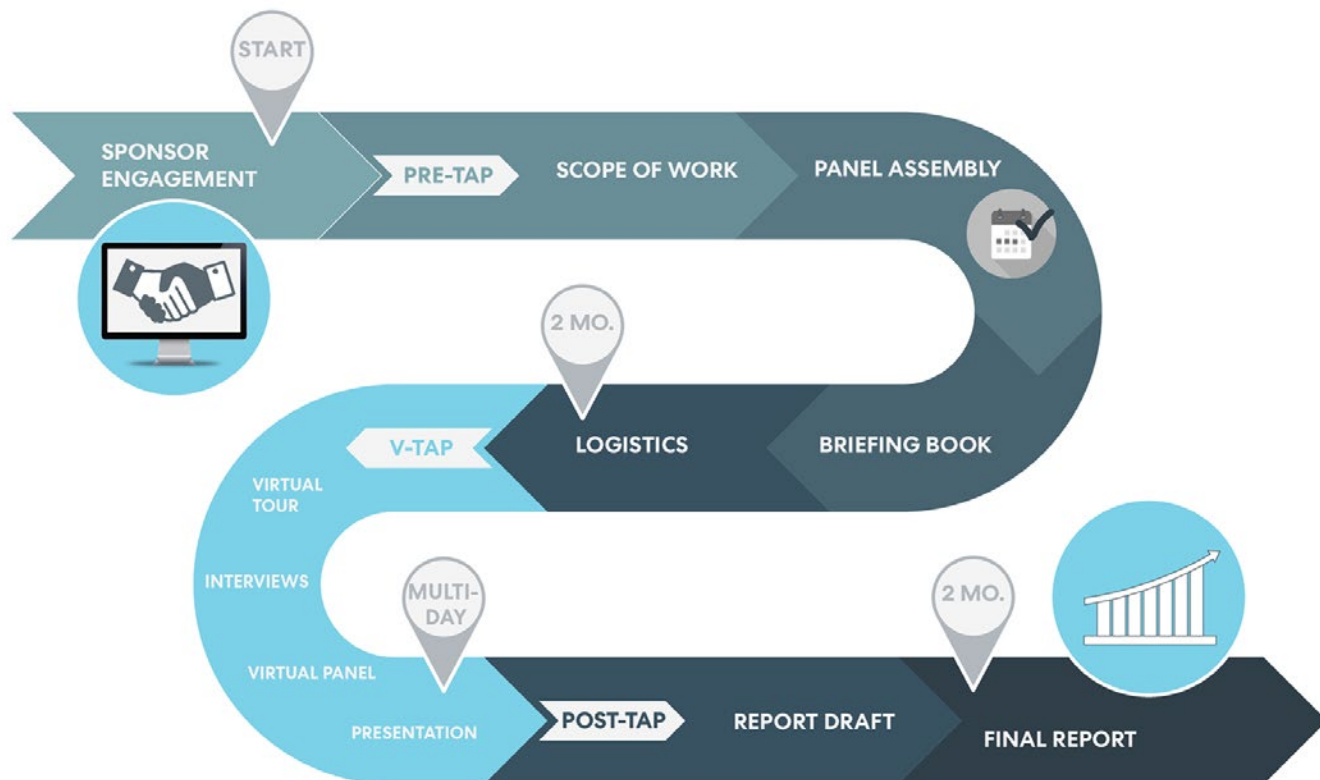 START
SPONSOR
ENGAGEMENT
PRE-TAP
SCOPE OF WORK
PANEL ASSEMBLY
BRIEFING BOOK
2 MO.
LOGISTICS
V-TAP
VIRTUAL
TOUR
INTERVIEWS
VIRTUAL PANEL
PRESENTATION
MULTI-
DAY
POST-TAP
REPORT DRAFT
2 MO.
FINAL REPORT